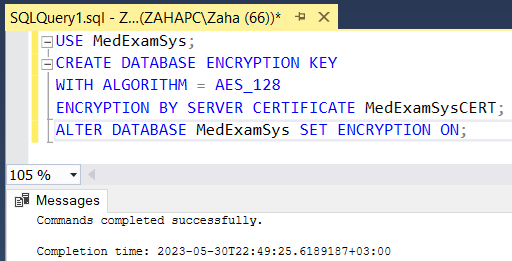 SQLQuery1.sql - Z...(ZAHAPC\Zaha (66))*
USE MedExamSys;
CREATE DATABASE ENCRYPTION KEY
WITH ALGORITHM = AES_128
ENCRYPTION BY SERVER CERTIFICATE MedExamSysCERT;
ALTER DATABASE MedExamSys SET ENCRYPTION ON;
105 %
Messages
Commands completed successfully.
Completion time: 2023-05-30T22:49:25.6189187+03:00